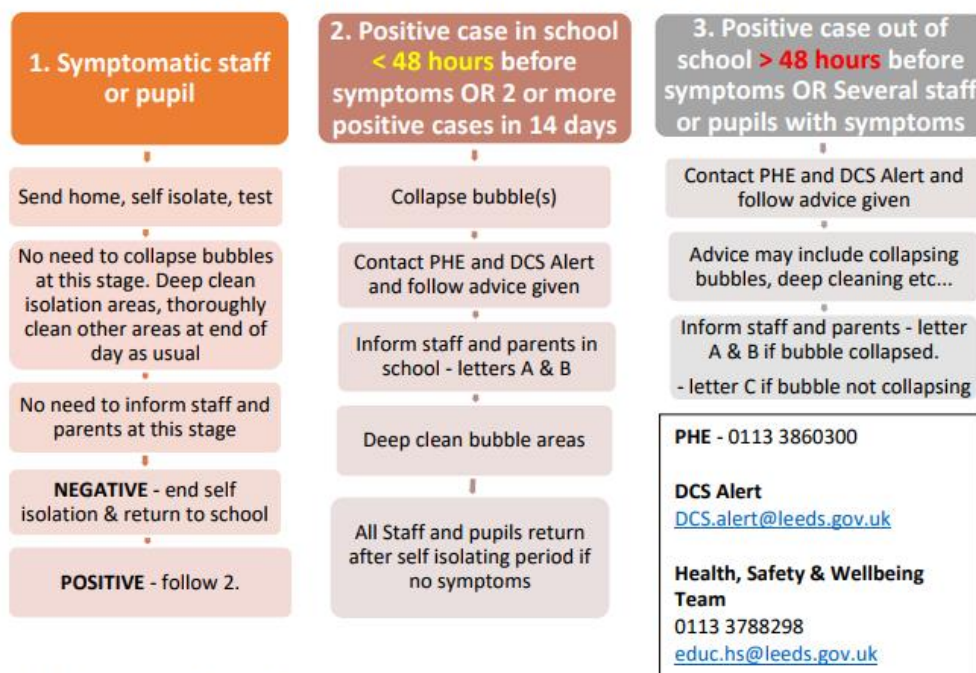 1. Symptomatic staff
or pupil
Send home, self isolate, test
No need to collapse bubbles
at this stage. Deep clean
isolation areas, thoroughly
clean other areas at end of
day as usual
No need to inform staff and
parents at this stage
NEGATIVE - end self
isolation & return to school
POSITIVE - follow 2.
2. Positive case in school
< 48 hours before
symptoms OR 2 or more
positive cases in 14 days
Collapse bubble(s)
Contact PHE and DCS Alert
and follow advice given
Inform staff and parents in
school - letters A & B
Deep clean bubble areas
All Staff and pupils return
after self isolating period if
no symptoms
3. Positive case out of
school > 48 hours before
symptoms OR Several staff
or pupils with symptoms
Contact PHE and DCS Alert and
follow advice given
Advice may include collapsing
bubbles, deep cleaning etc...
Inform staff and parents - letter
A & B if bubble collapsed.
- letter C if bubble not collapsing
PHE - 0113 3860300
DCS Alert
DCS.alert@leeds.gov.uk
Health, Safety & Wellbeing
Team
0113 3788298
educ.hs@leeds.gov.uk